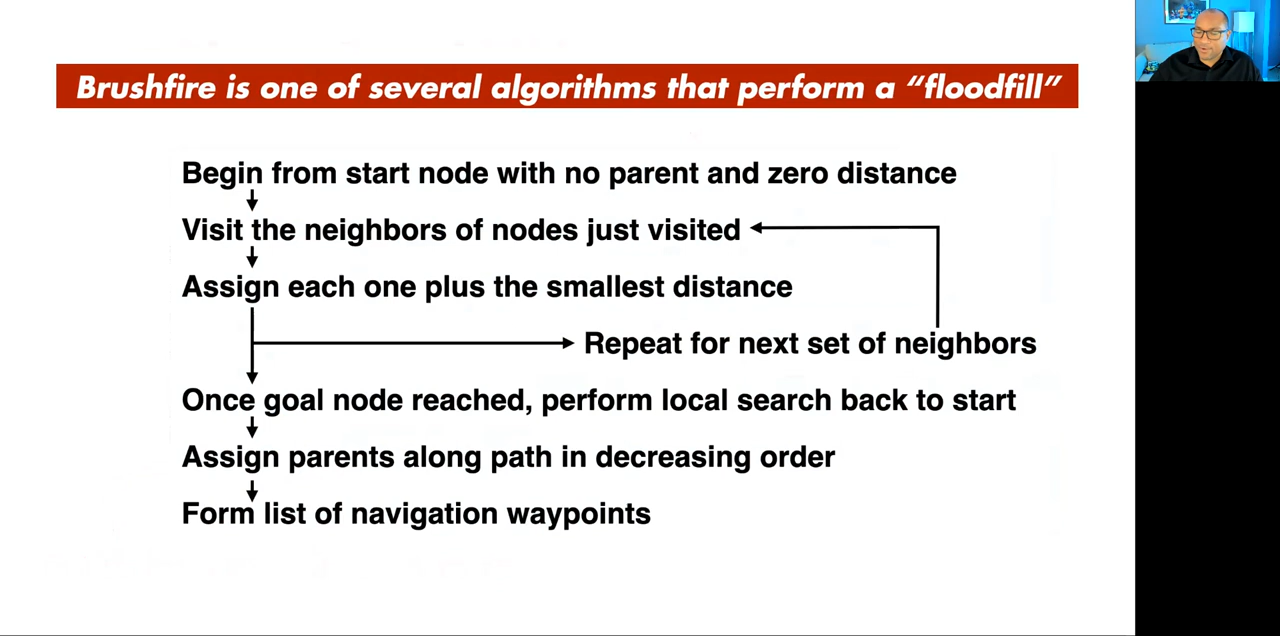 Brushfire is one of several algorithms that perform a “floodfill”
Begin from start node with no parent and zero distance
Visit the neighbors of nodes just visited
Assign each one plus the smallest distance
Repeat for next set of neighbors
Once goal node reached, perform local search back to start
Assign parents along path in decreasing order
Form list of navigation waypoints